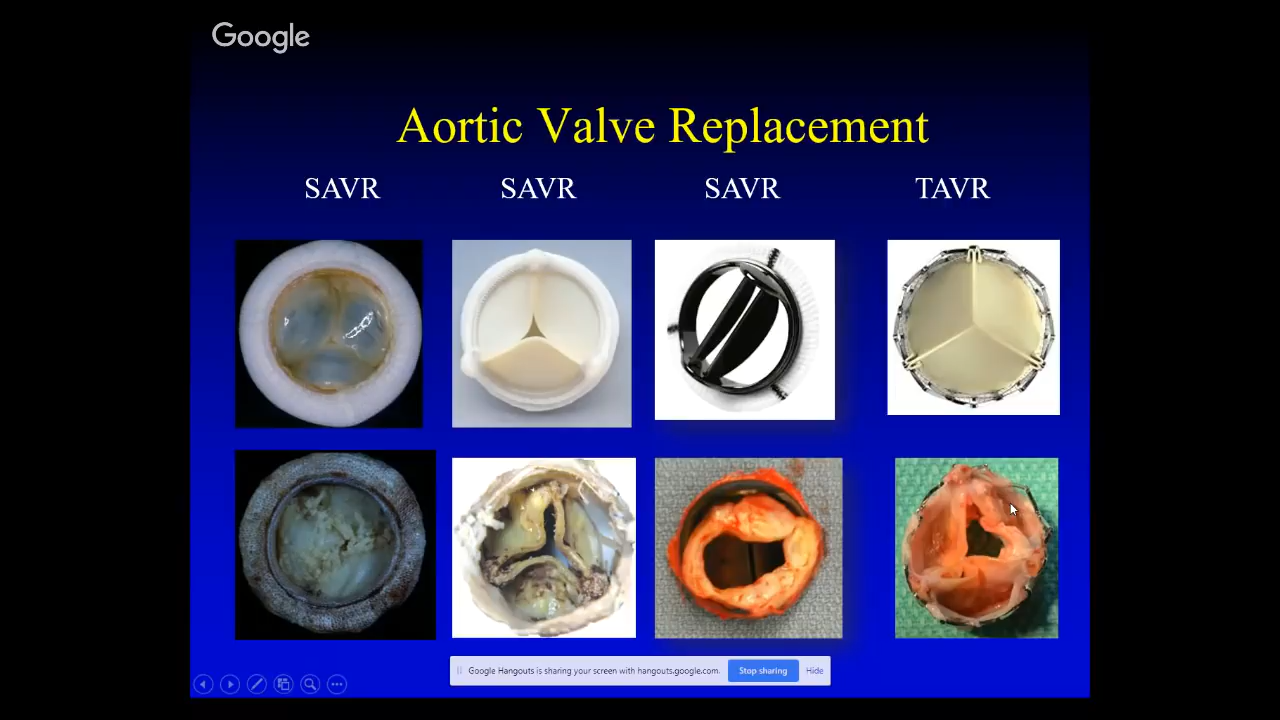 Google
Aortic Valve Replacement
SAVR SAVR SAVR TAVR
Google Hangouts is sharing your screen with hangouts.google.com. Stop sharing Hide